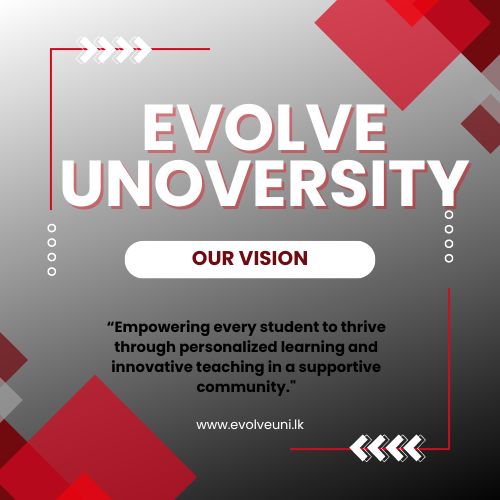 EVOLVE
UNOVERSITY
OUR VISION
“Empowering every student to thrive
through personalized learning and
innovative teaching in a supportive
community."
www.evolveuni.lk